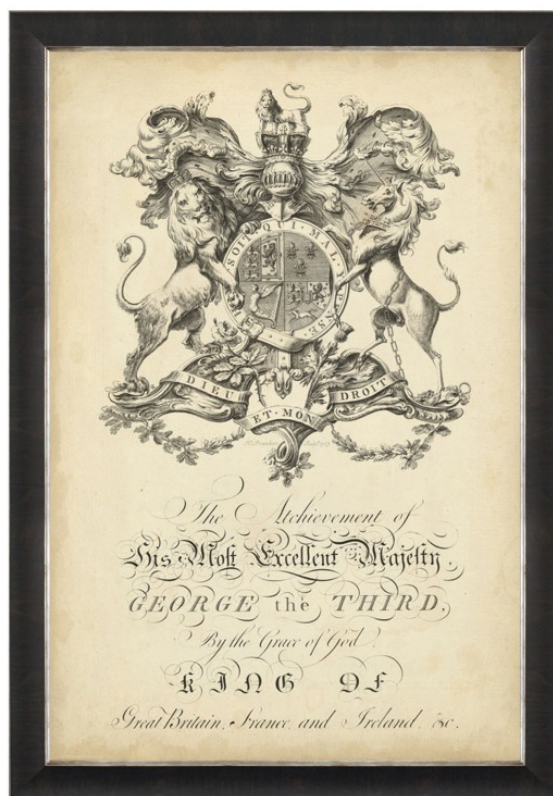 SOIT QUI MAL Y PENSE
DIEU ET MON DROIT
The Atchievement of
His Moſt Excellent Majeſty,
GEORGE the THIRD,
By the Grace of God
KING OF
Great Britain, France, and Ireland, &c.